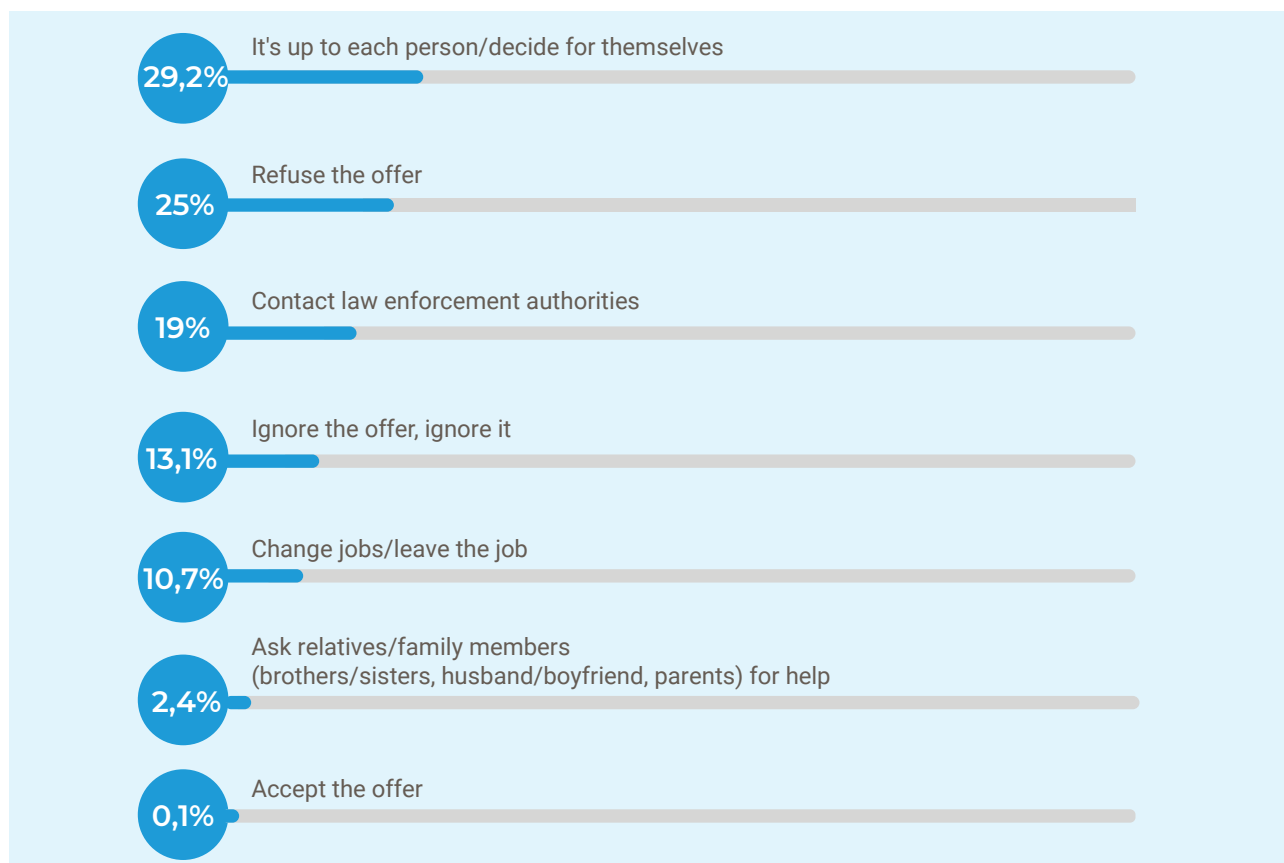 It's up to each person/decide for themselves
29,2%
Refuse the offer
25%
Contact law enforcement authorities
19%
Ignore the offer, ignore it
13,1%
Change jobs/leave the job
10,7%
Ask relatives/family members
(brothers/sisters, husband/boyfriend, parents) for help
2,4%
Accept the offer
0,1%